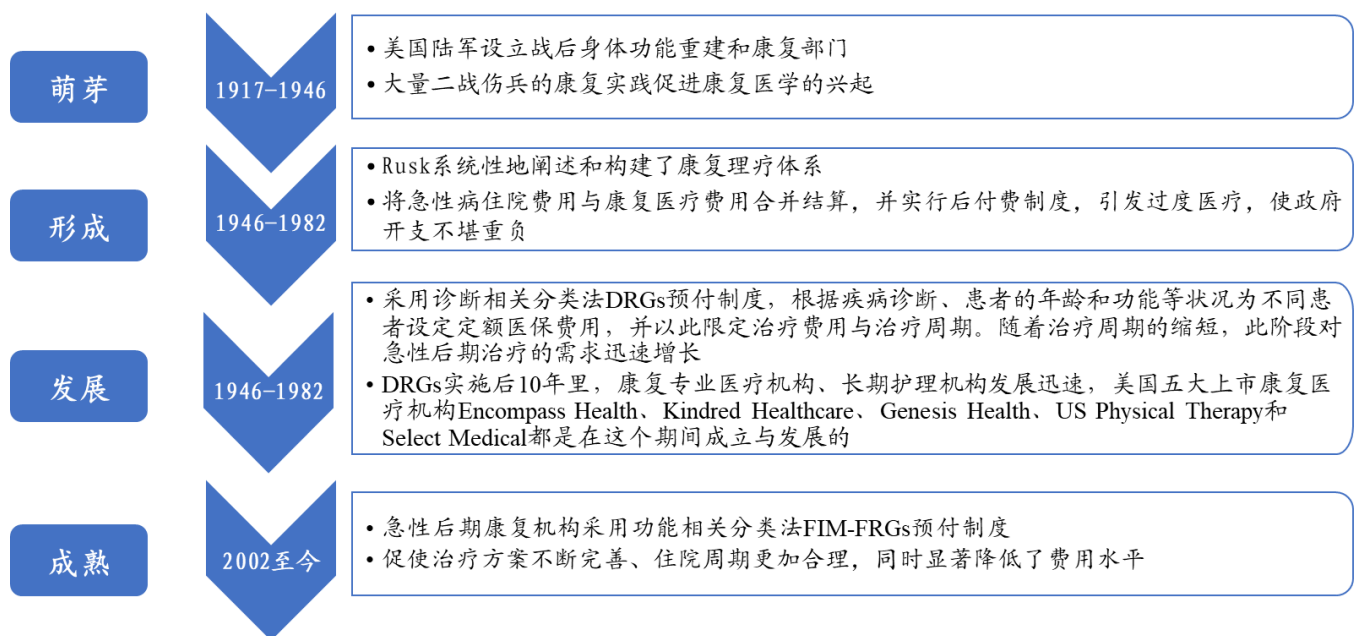 萌芽
1917-1946
• 美国陆军设立战后身体功能重建和康复部门
• 大量二战伤兵的康复实践促进康复医学的兴起
形成
1946-1982
• Rusk系统性地阐述和构建了康复理疗体系
• 将急性病住院费用与康复医疗费用合并结算，并实行后付费制度，引发过度医疗，使政府
开支不堪重负
发展
1946-1982
• 采用诊断相关分类法DRGs预付制度，根据疾病诊断、患者的年龄和功能等状况为不同患
者设定定额医保费用，并以此限定治疗费用与治疗周期。随着治疗周期的缩短，此阶段对
急性后期治疗的需求迅速增长
• DRGs实施后10年里，康复专业医疗机构、长期护理机构发展迅速，美国五大上市康复医
疗机构Encompass Health、Kindred Healthcare、Genesis Health、US Physical Therapy和
Select Medical都是在这个期间成立与发展的
成熟
2002至今
• 急性后期康复机构采用功能相关分类法FIM-FRGs预付制度
• 促使治疗方案不断完善、住院周期更加合理，同时显著降低了费用水平